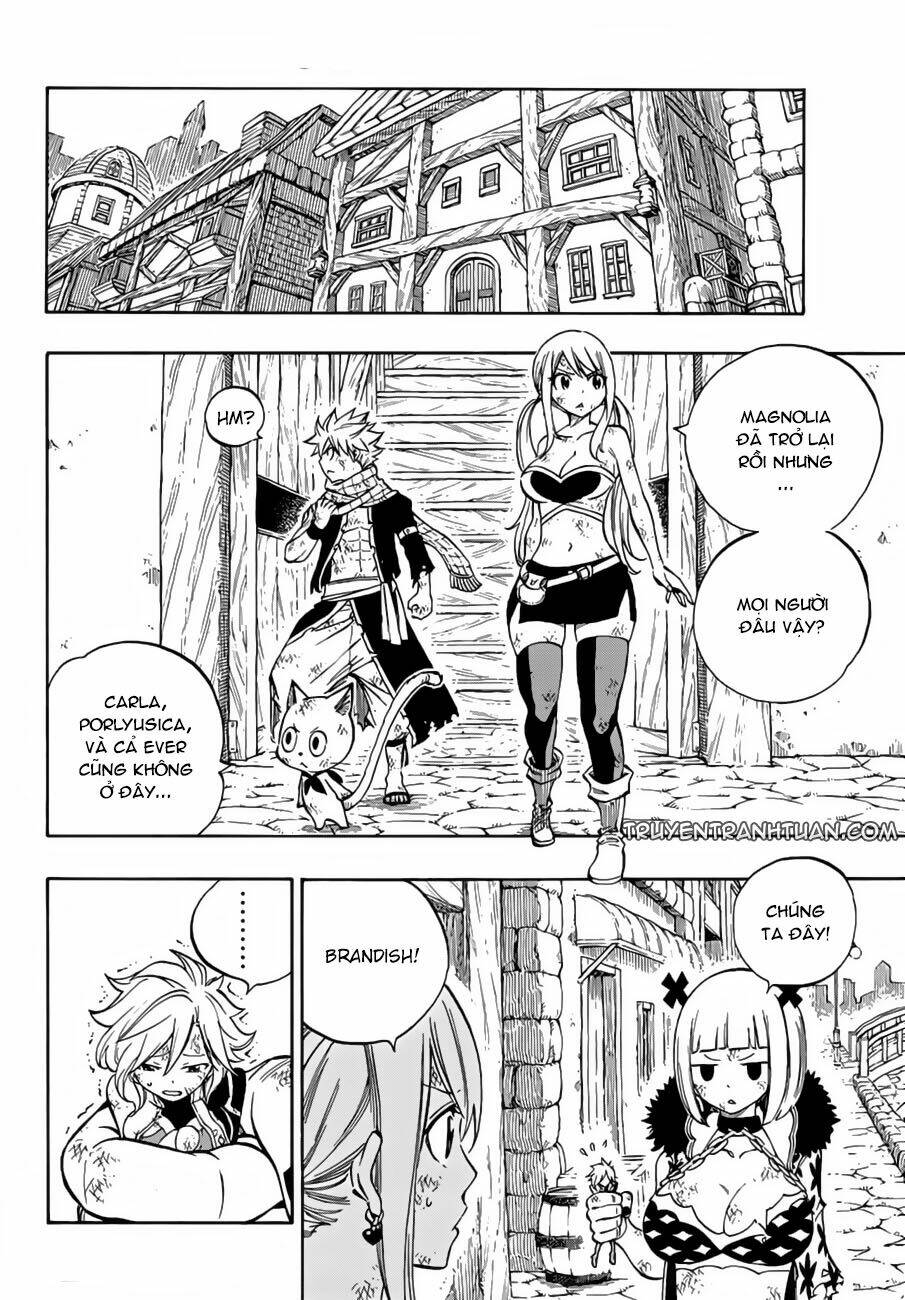 MAGNOLIA
ĐÃ TRỞ LẠI
RỒI NHƯNG
...
MỌI NGƯỜI
ĐÂU VẬY?
HM?
CARLA,
PORLYUSICA,
VÀ CẢ EVER
CŨNG KHÔNG
Ở ĐÂY...
TRUYENTRANHTUAN.COM
.......
BRANDISH!
CHÚNG
TA ĐÂY!